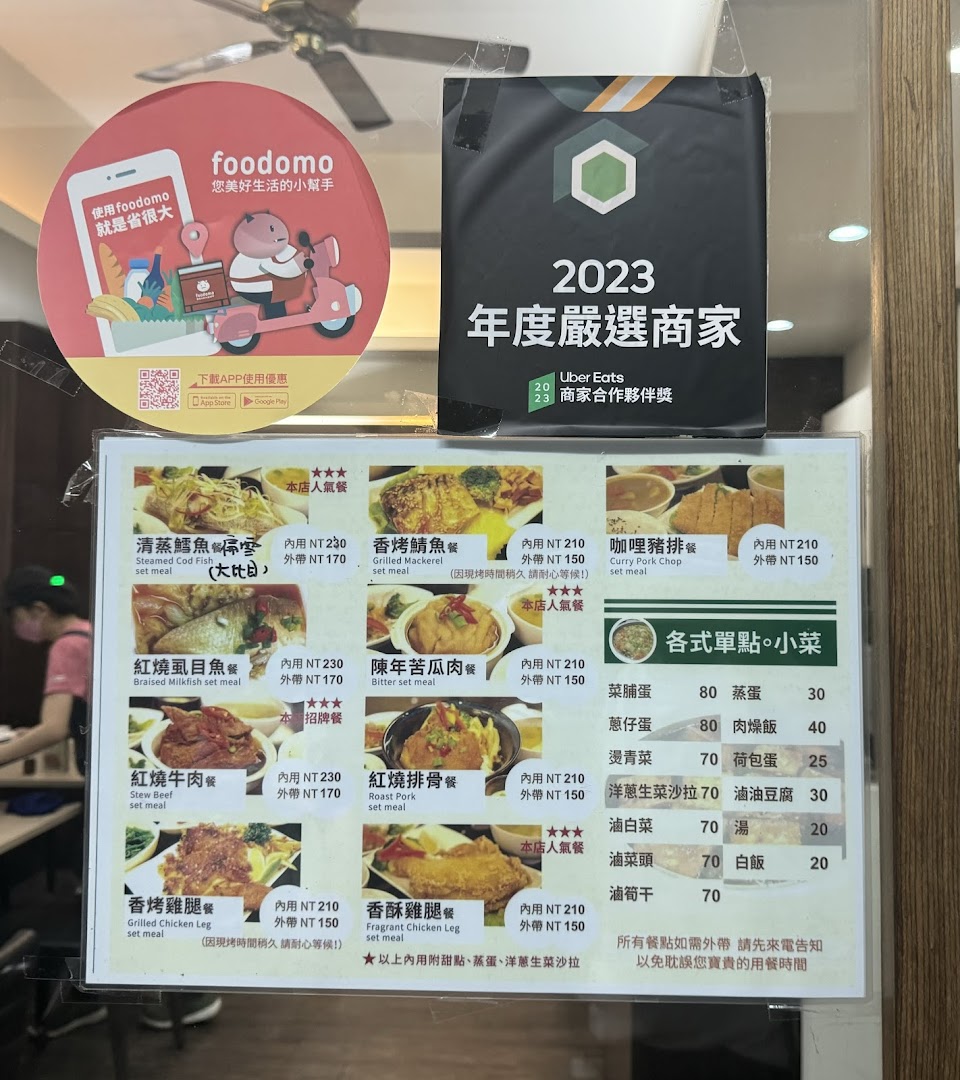 foodomo
您美好生活的小幫手
使用foodomo
就是省很大
foodomo
下載APP使用優惠
Available on the
App Store
Google Play
2023
年度嚴選商家
20
23
Uber Eats
商家合作夥伴獎
★★★
本店人氣餐
清蒸鱈魚餐
Steamed Cod Fish
set meal
(大比目)
內用 NT 230
外帶 NT 170
香烤鯖魚餐
Grilled Mackerel
set meal
內用 NT 210
外帶 NT 150
(因現烤時間稍久 請耐心等候!)
咖哩豬排餐
Curry Pork Chop
set meal
內用 NT 210
外帶 NT 150
紅燒虱目魚餐
Braised Milkfish set meal
內用 NT 230
外帶 NT 170
★★★
本店人氣餐
陳年苦瓜肉餐
Bitter set meal
內用 NT 210
外帶 NT 150
★★★
本店招牌餐
紅燒牛肉餐
Stew Beef
set meal
內用 NT 230
外帶 NT 170
紅燒排骨餐
Roast Pork
set meal
內用 NT 210
外帶 NT 150
香烤雞腿餐
Grilled Chicken Leg
set meal
內用 NT 210
外帶 NT 150
(因現烤時間稍久 請耐心等候!)
★★★
本店人氣餐
香酥雞腿餐
Fragrant Chicken Leg
set meal
內用 NT 210
外帶 NT 150
★以上內用附甜點、蒸蛋、洋蔥生菜沙拉
各式單點。小菜
菜脯蛋 80 蒸蛋 30
蔥仔蛋 80 肉燥飯 40
燙青菜 70 荷包蛋 25
洋蔥生菜沙拉 70 滷油豆腐 30
滷白菜 70 湯 20
滷菜頭 70 白飯 20
滷筍干 70
所有餐點如需外帶 請先來電告知
以免耽誤您寶貴的用餐時間